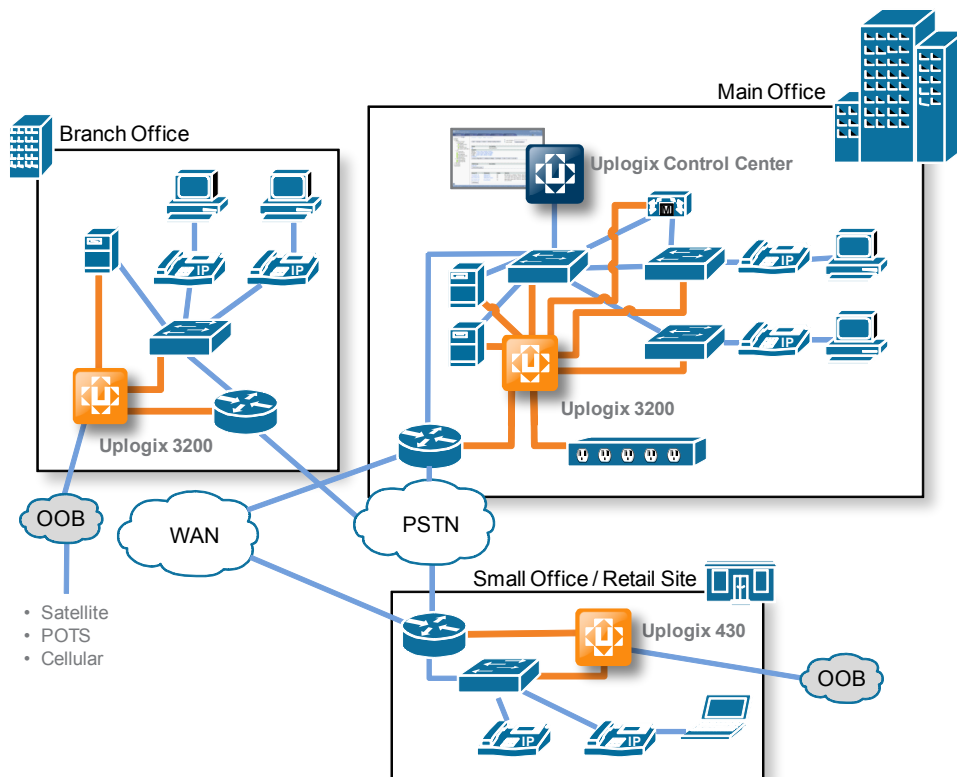 Main Office
Branch Office
Uplogix Control Center
M
IP
IP
IP
IP
Uplogix 3200
Uplogix 3200
OOB
WAN
PSTN
• Satellite
• POTS
• Cellular
Small Office / Retail Site
Uplogix 430
OOB
IP
IP